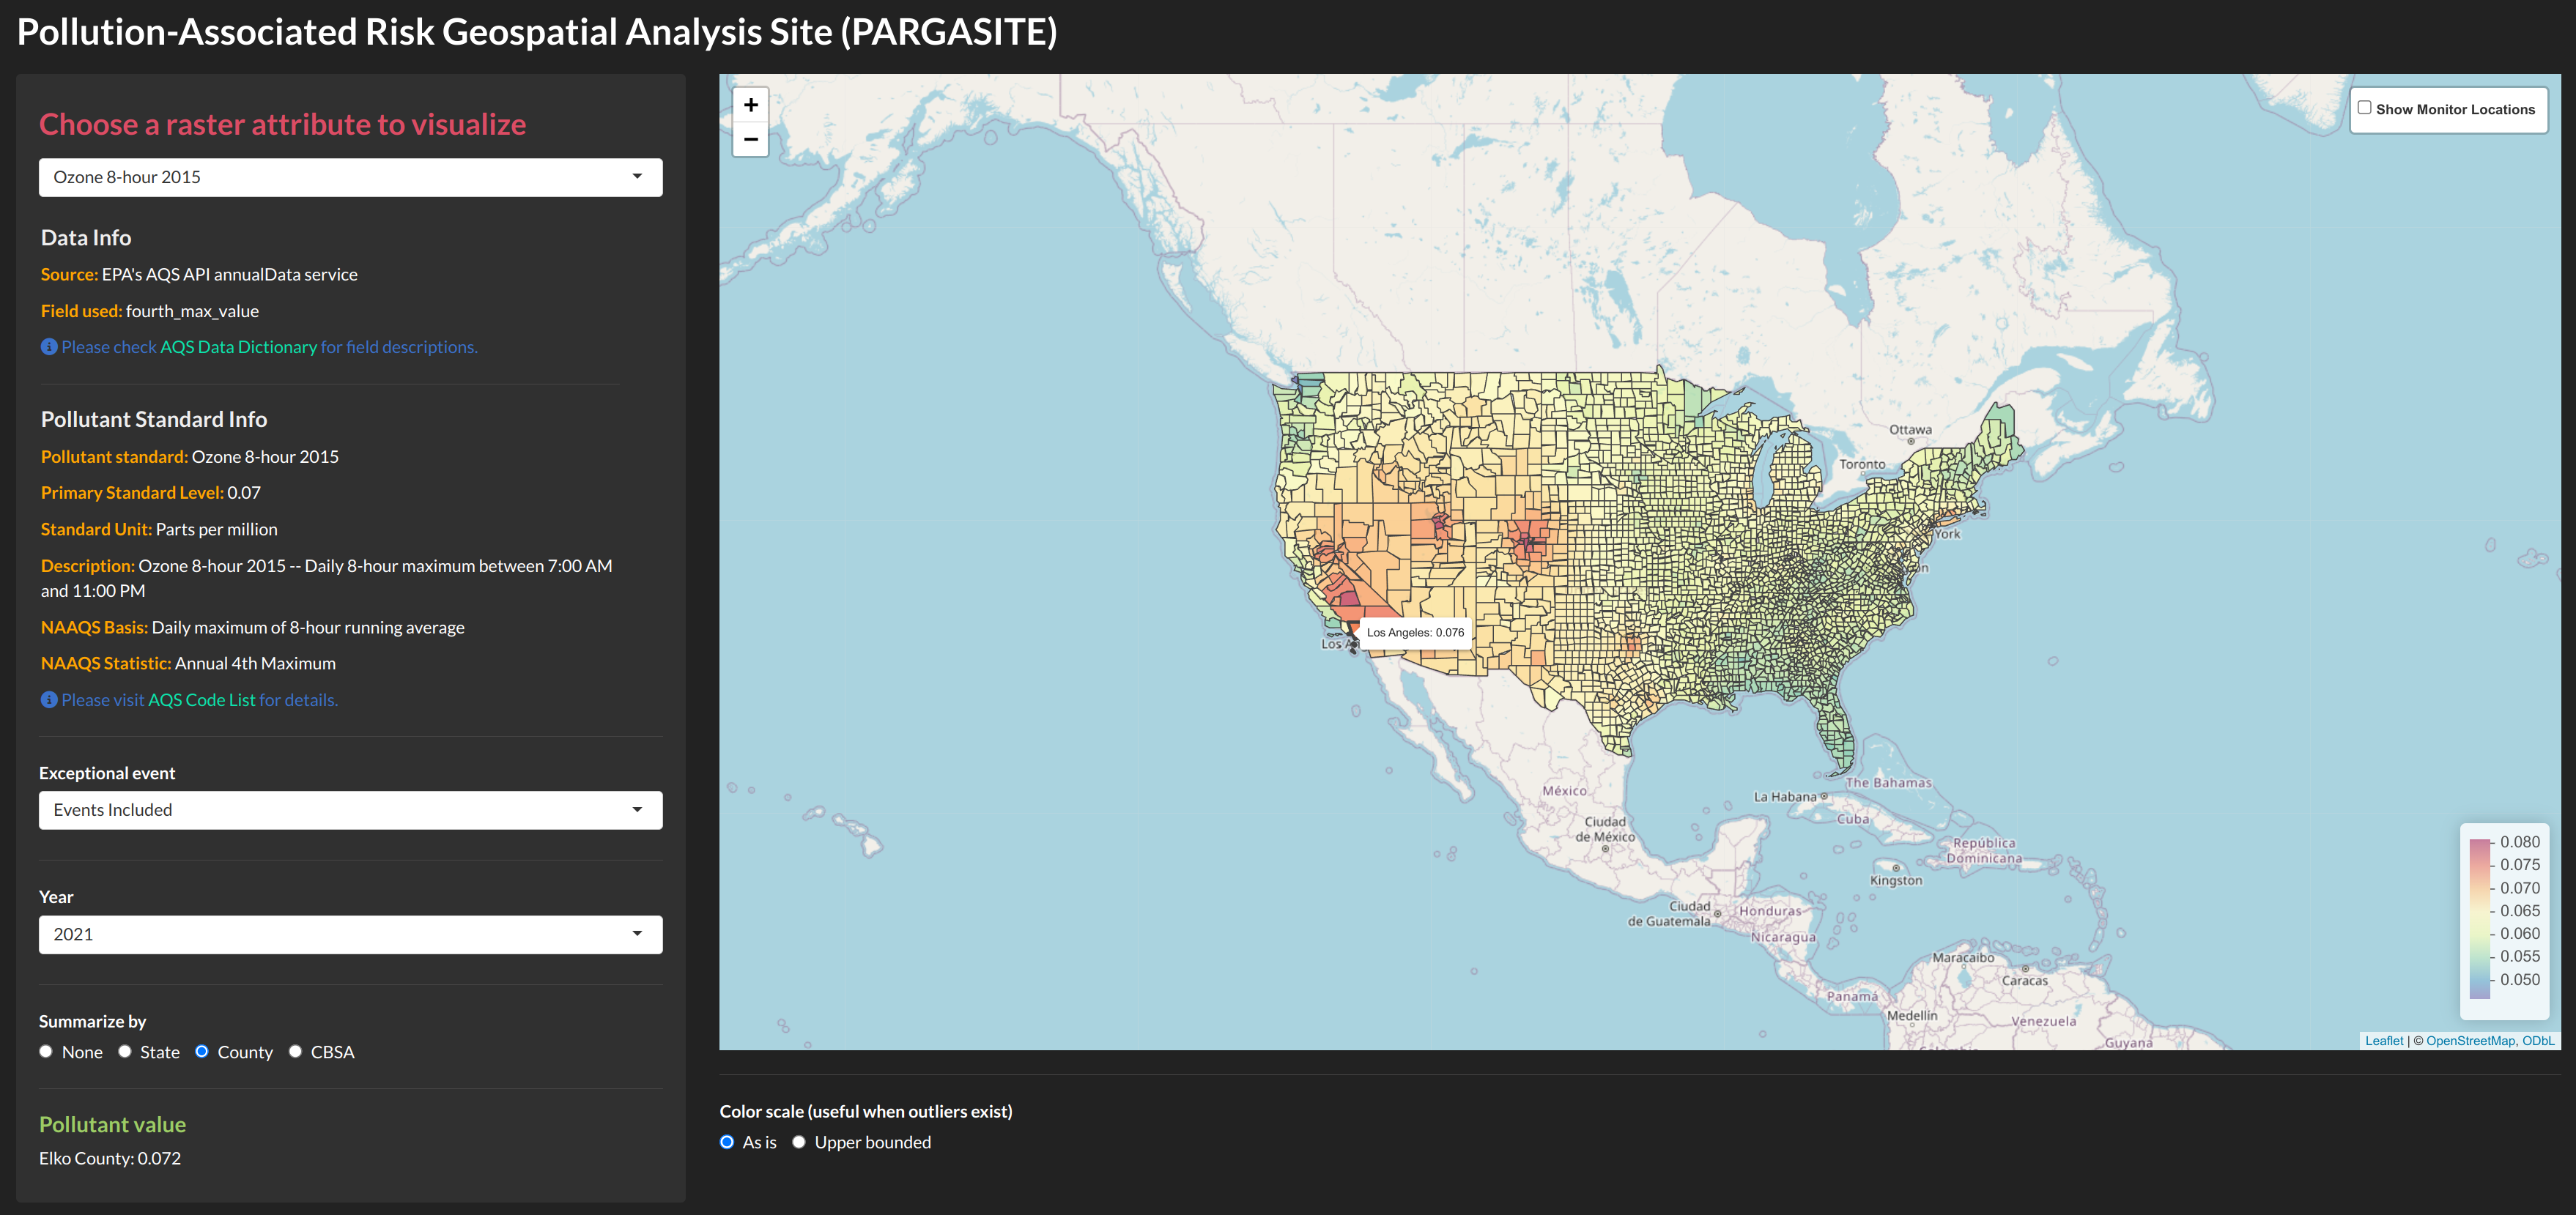 Pollution-Associated Risk Geospatial Analysis Site (PARGASITE)
Choose a raster attribute to visualize
Ozone 8-hour 2015
Data Info
Source: EPA's AQS API annualData service
Field used: fourth_max_value
Please check AQS Data Dictionary for field descriptions.
Pollutant Standard Info
Pollutant standard: Ozone 8-hour 2015
Primary Standard Level: 0.07
Standard Unit: Parts per million
Description: Ozone 8-hour 2015 -- Daily 8-hour maximum between 7:00 AM
and 11:00 PM
NAAQS Basis: Daily maximum of 8-hour running average
NAAQS Statistic: Annual 4th Maximum
Please visit AQS Code List for details.
Exceptional event
Events Included
Year
2021
Summarize by
None State County CBSA
Pollutant value
Elko County: 0.072
+
−
Show Monitor Locations
Ottawa
Toronto
York
on
Los Angeles: 0.076
Los A
The Bahamas
La Habana
México
Cuba
Ciudad
de México
República
Dominicana
Kingston
Ciudad
de Guatemala
Honduras
Nicaragua
Maracaibo
Caracas
Panamá
Medellín
Venezuela
Guyana
0.080
0.075
0.070
0.065
0.060
0.055
0.050
Leaflet | © OpenStreetMap, ODbL
Color scale (useful when outliers exist)
As is Upper bounded